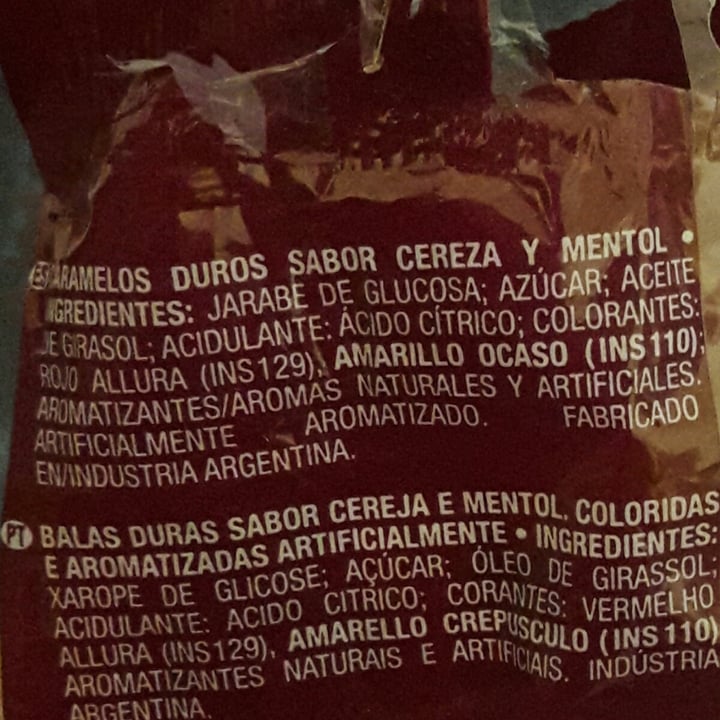 ES CARAMELOS DUROS SABOR CEREZA Y MENTOL •
INGREDIENTES: JARABE DE GLUCOSA; AZÚCAR; ACEITE
DE GIRASOL; ACIDULANTE: ÁCIDO CÍTRICO; COLORANTES:
ROJO ALLURA (INS129), AMARILLO OCASO (INS110);
AROMATIZANTES/AROMAS NATURALES Y ARTIFICIALES.
ARTIFICIALMENTE AROMATIZADO. FABRICADO
EN/INDUSTRIA ARGENTINA.
PT BALAS DURAS SABOR CEREJA E MENTOL. COLORIDAS
E AROMATIZADAS ARTIFICIALMENTE • INGREDIENTES:
XAROPE DE GLICOSE; AÇÚCAR; ÓLEO DE GIRASSOL;
ACIDULANTE: ACIDO CITRICO; CORANTES: VERMELHO
ALLURA (INS129), AMARELLO CREPUSCULO (INS110)
AROMATIZANTES NATURAIS E ARTIFICIAIS. INDÚSTRIA
ARGENTINA.